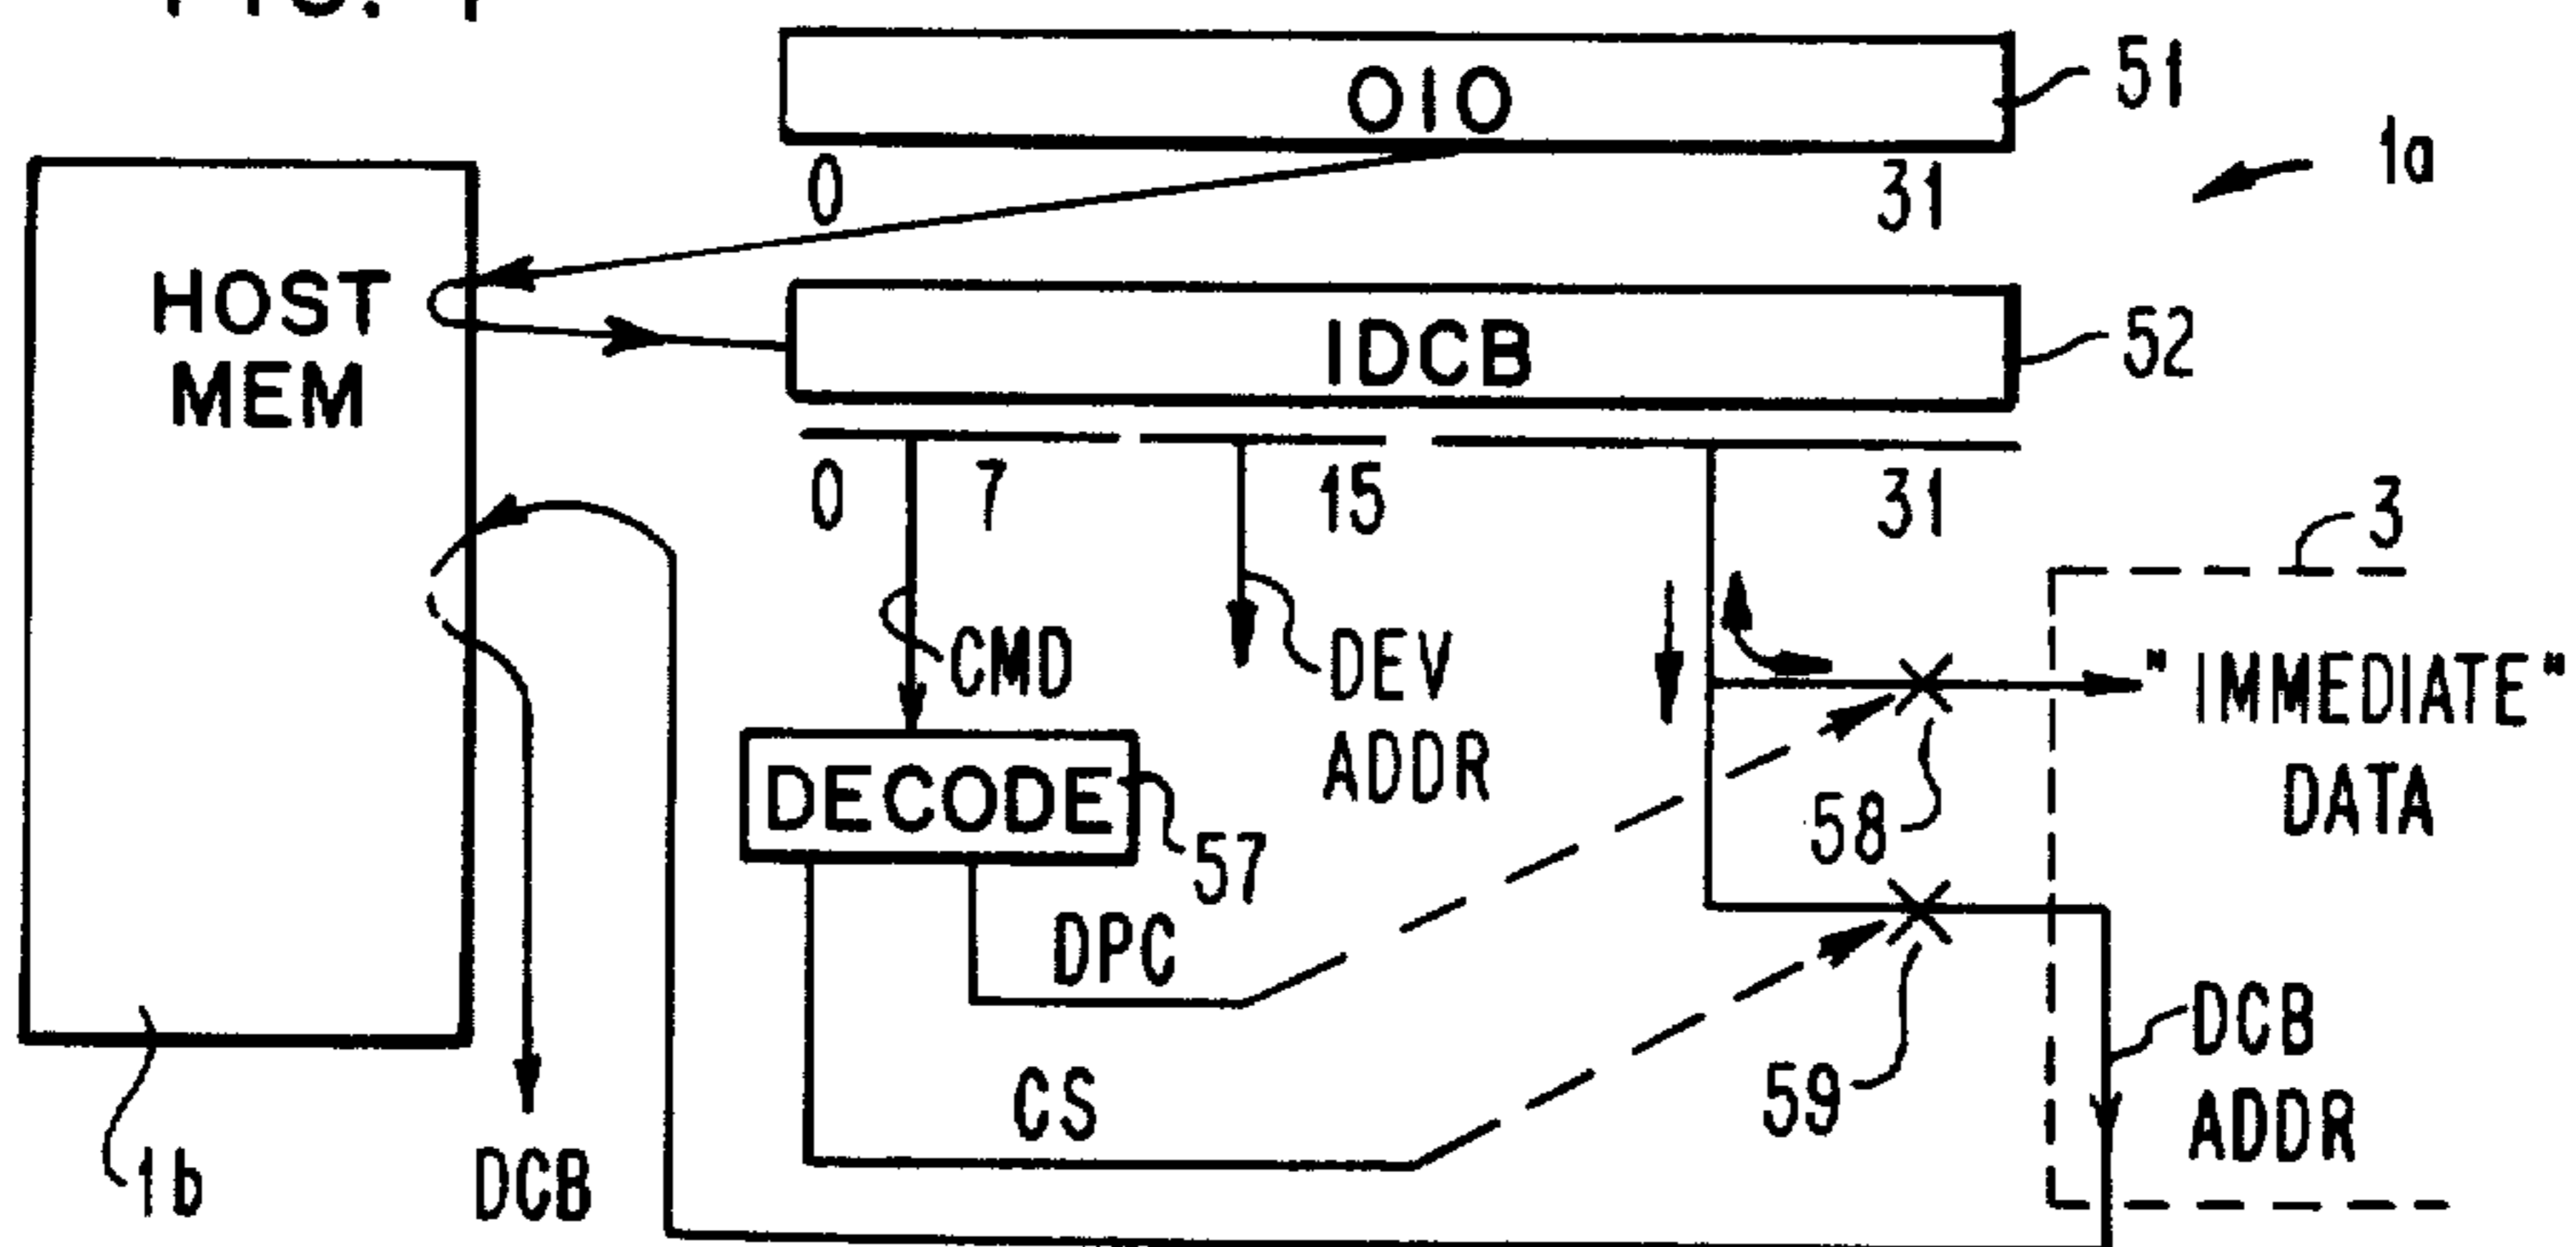 OIO
51
0
31
1a
HOST
MEM
IDCB
52
0
7
15
31
3
CMD
DEV
ADDR
"IMMEDIATE"
DATA
DECODE
57
58
DPC
59
DCB
ADDR
CS
1b
DCB